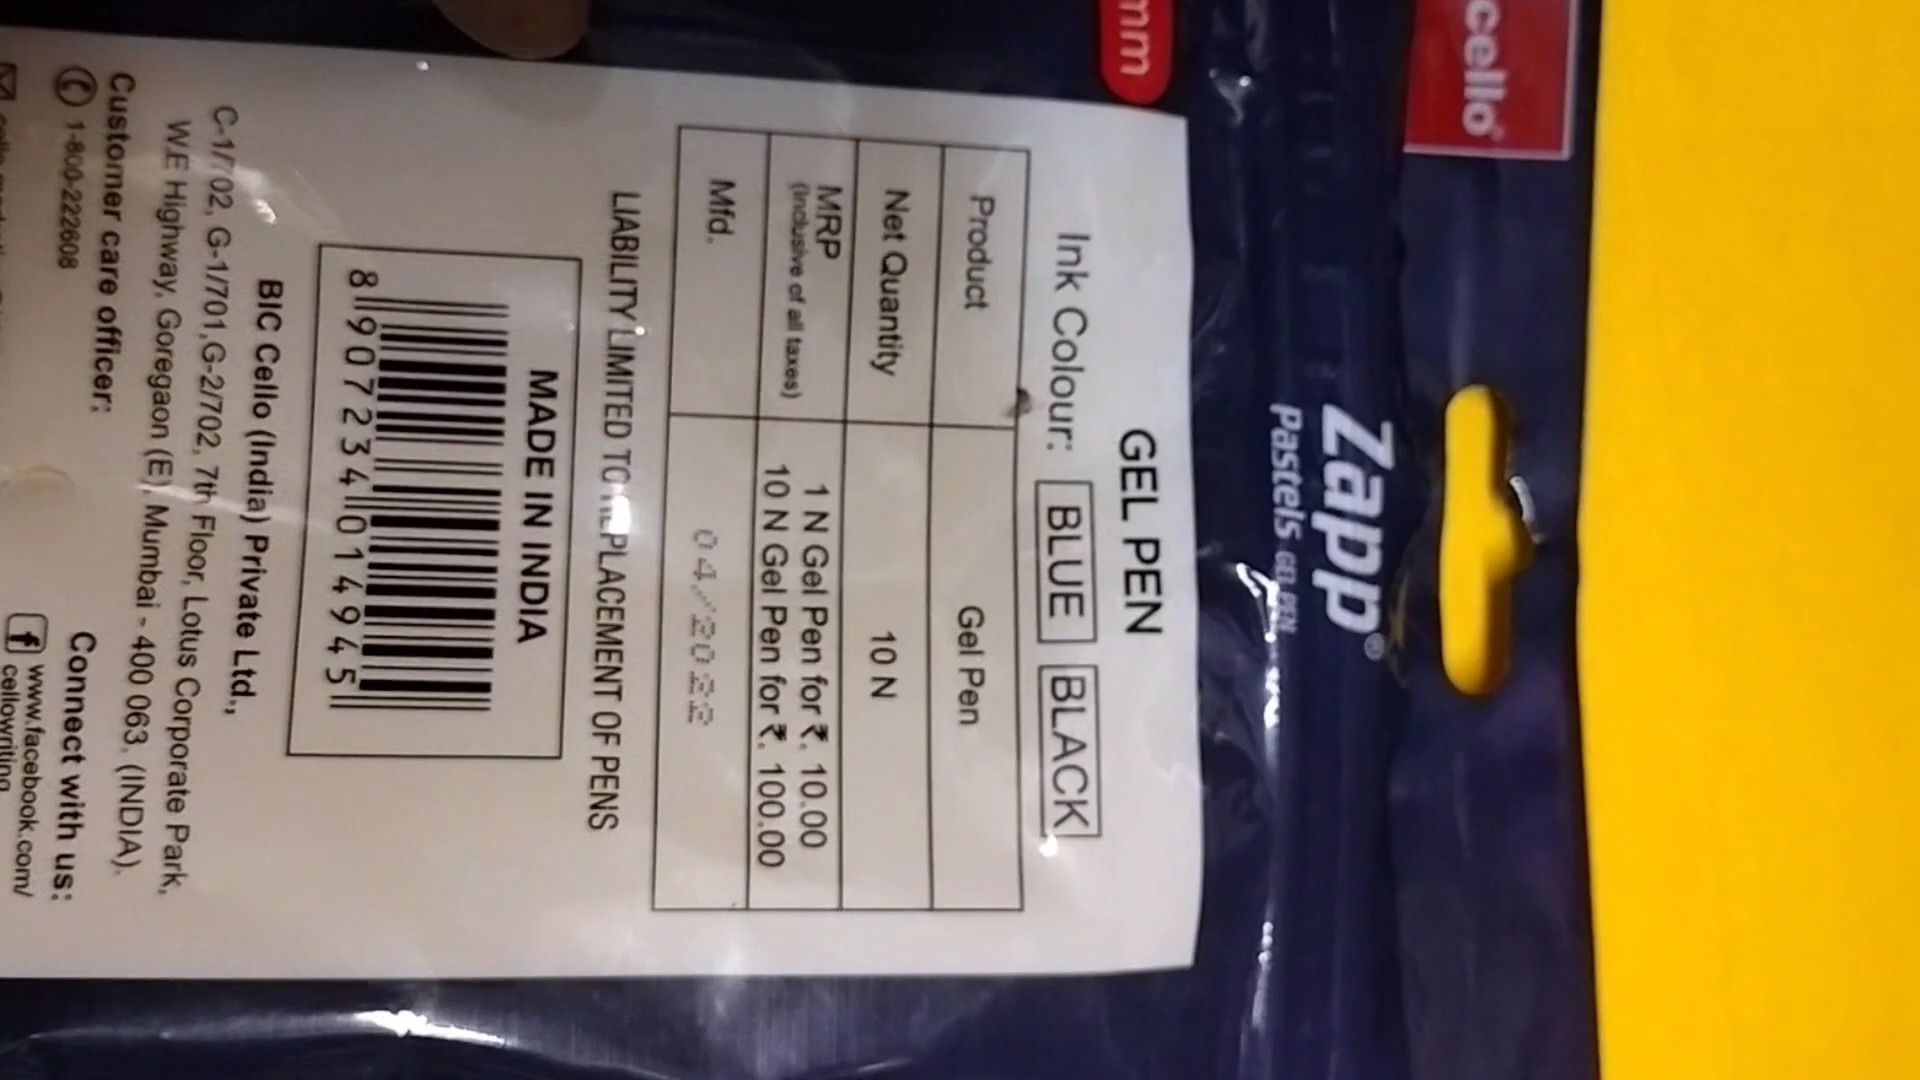 cello
Zapp®
Pastels GEL PEN
mm
GEL PEN
Ink Colour: BLUE BLACK
Product Gel Pen
Net Quantity 10 N
MRP 1 N Gel Pen for ₹. 10.00
(inclusive of all taxes) 10 N Gel Pen for ₹. 100.00
Mfd. 04/2022
LIABILITY LIMITED TO REPLACEMENT OF PENS
MADE IN INDIA
8 907234 014945
BIC Cello (India) Private Ltd.,
C-1/702, G-1/701,G-2/702, 7th Floor, Lotus Corporate Park,
W.E Highway, Goregaon (E), Mumbai - 400 063. (INDIA).
Customer care officer:
1-800-222608
Connect with us:
www.facebook.com/
cellowriting